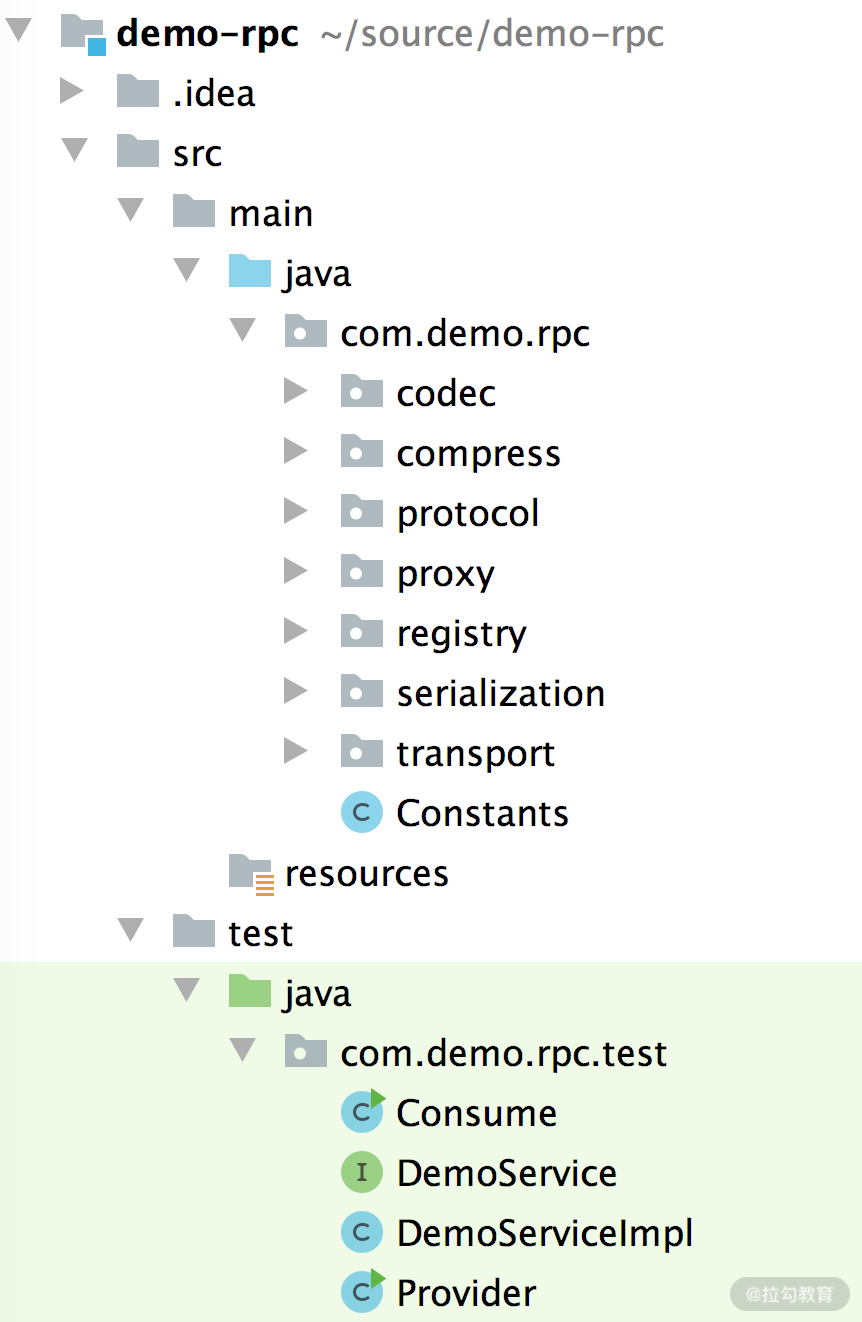 demo-rpc ~/source/demo-rpc
.idea
src
main
java
com.demo.rpc
codec
compress
protocol
proxy
registry
serialization
transport
C Constants
resources
test
java
com.demo.rpc.test
C Consume
I DemoService
C DemoServiceImpl
C Provider
@拉勾教育